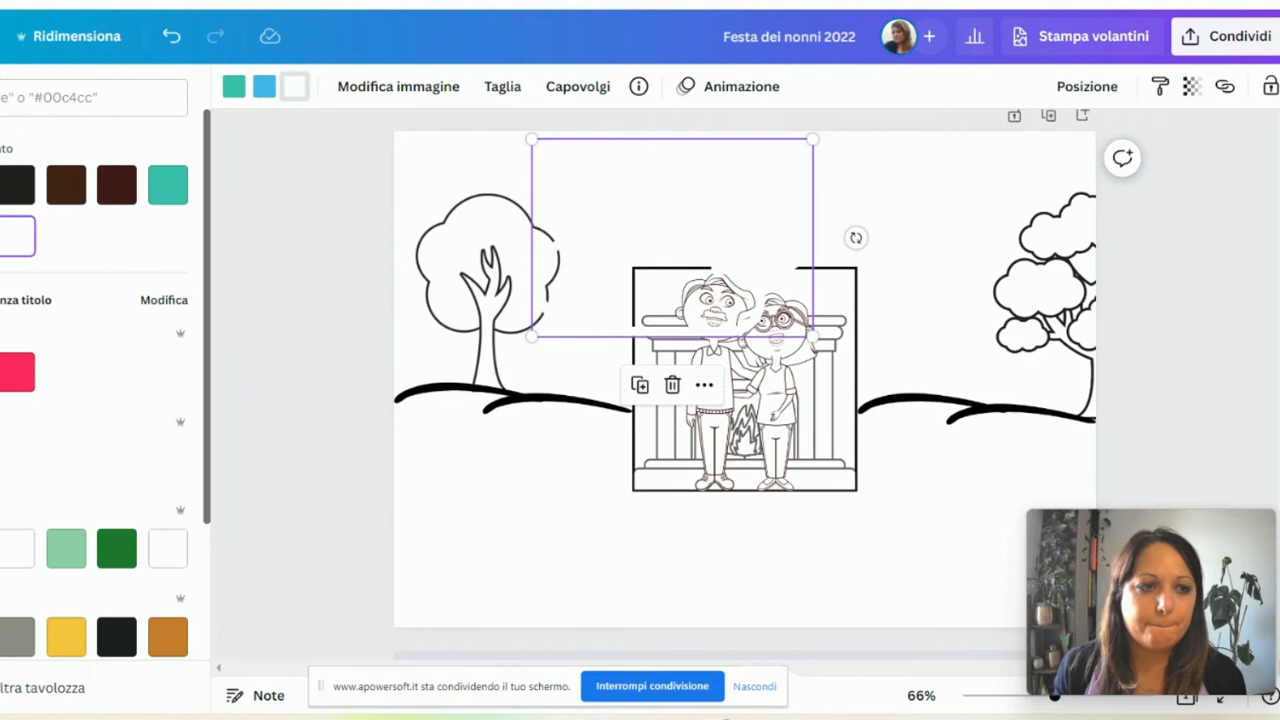 Ridimensiona
Festa dei nonni 2022
Stampa volantini
Condividi
e" o "#00c4cc"
Modifica immagine
Taglia
Capovolgi
Animazione
Posizione
nto
nza titolo
Modifica
ltra tavolozza
Note
www.apowersoft.it sta condividendo il tuo schermo.
Interrompi condivisione
Nascondi
66%